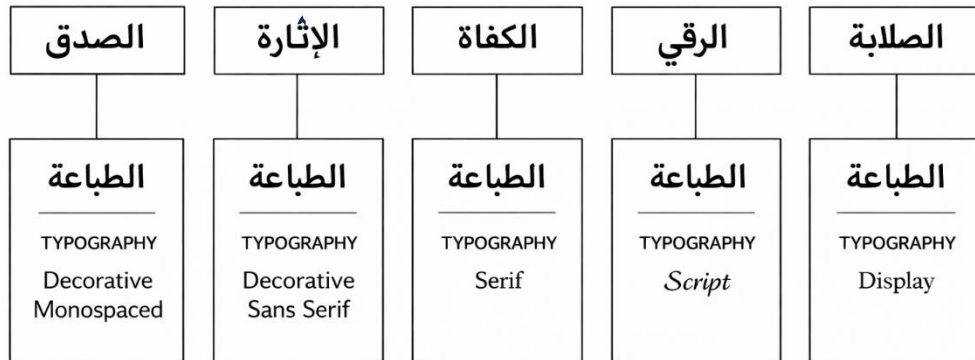 الصدق
الإثارة
الكفاة
الرقي
الصلابة
الطباعة
TYPOGRAPHY
Decorative
Monospaced
الطباعة
TYPOGRAPHY
Decorative
Sans Serif
الطباعة
TYPOGRAPHY
Serif
الطباعة
TYPOGRAPHY
Script
الطباعة
TYPOGRAPHY
Display